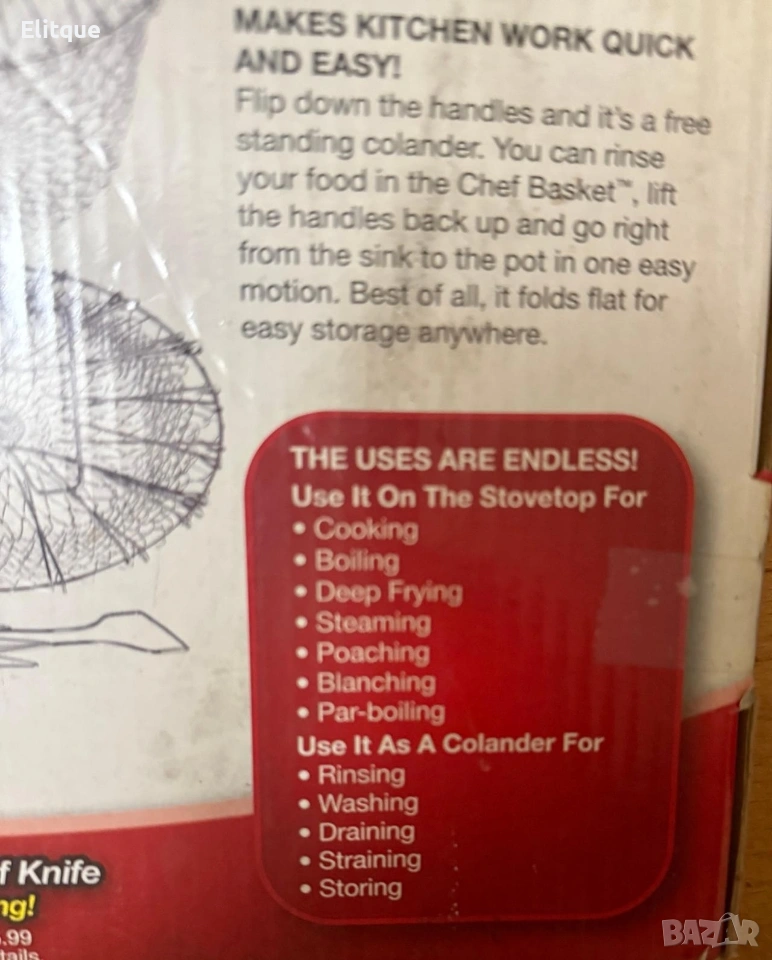 Elitque
MAKES KITCHEN WORK QUICK
AND EASY!
Flip down the handles and it's a free
standing colander. You can rinse
your food in the Chef Basket™, lift
the handles back up and go right
from the sink to the pot in one easy
motion. Best of all, it folds flat for
easy storage anywhere.
THE USES ARE ENDLESS!
Use It On The Stovetop For
• Cooking
• Boiling
• Deep Frying
• Steaming
• Poaching
• Blanching
• Par-boiling
Use It As A Colander For
• Rinsing
• Washing
• Draining
• Straining
• Storing
f Knife
ng!
.99
tails
BAZAR